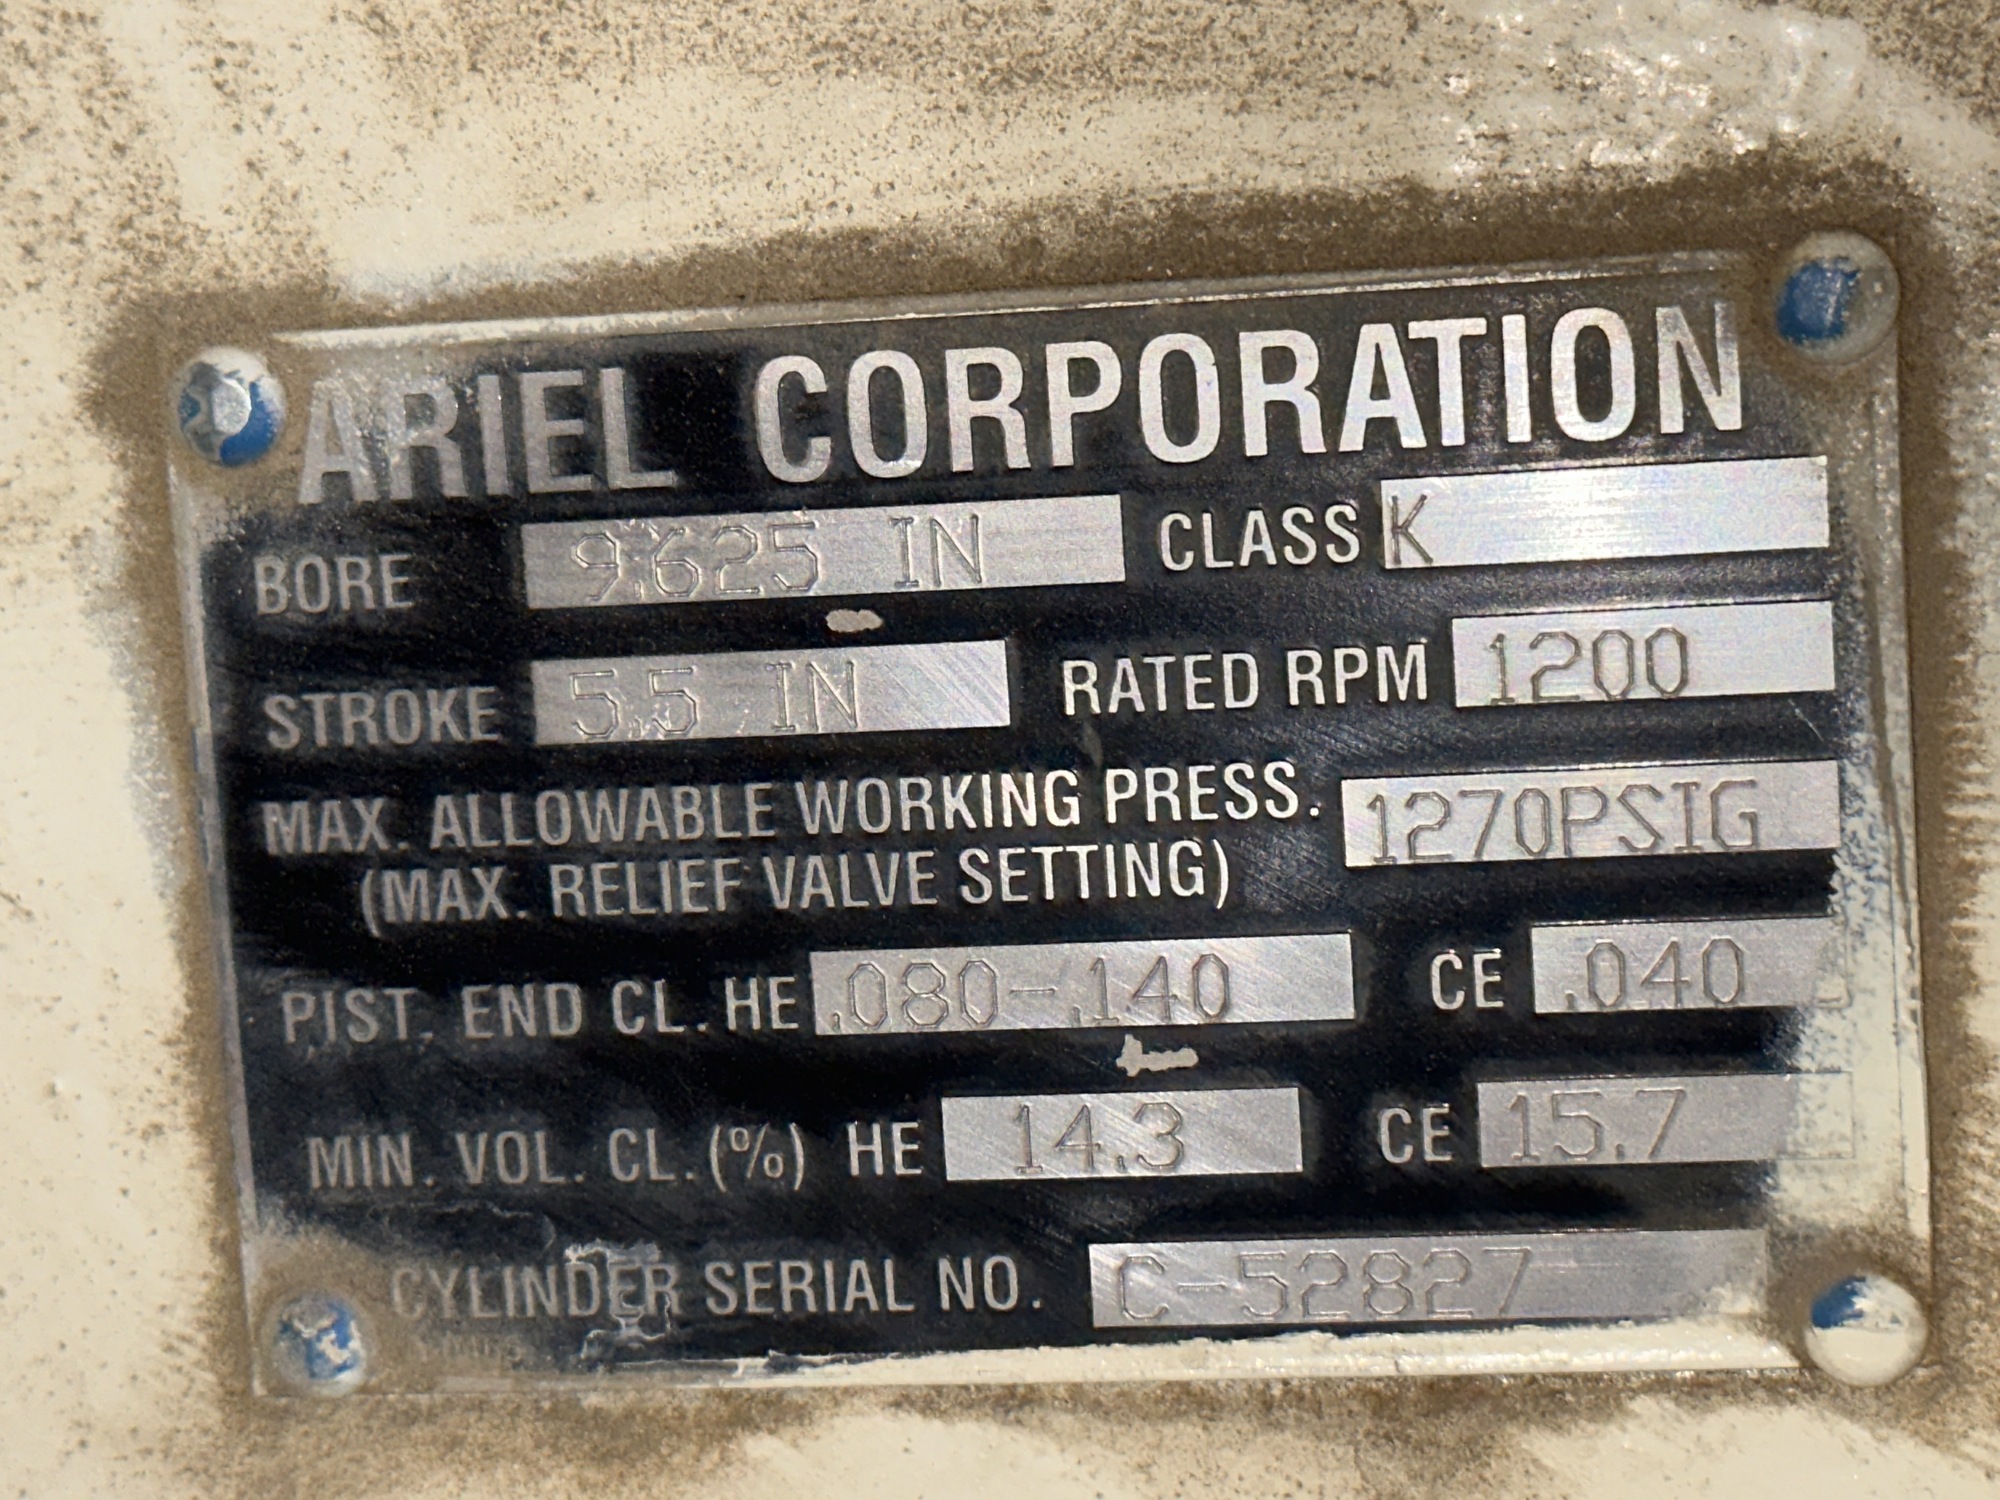 ARIEL CORPORATION
BORE 9.625 IN CLASS K
STROKE 5.5 IN RATED RPM 1200
MAX. ALLOWABLE WORKING PRESS. 1270PSIG
(MAX. RELIEF VALVE SETTING)
PIST. END CL. HE .080-.140 CE .040
MIN. VOL. CL. (%) HE 14.3 CE 15.7
CYLINDER SERIAL NO. C-52827